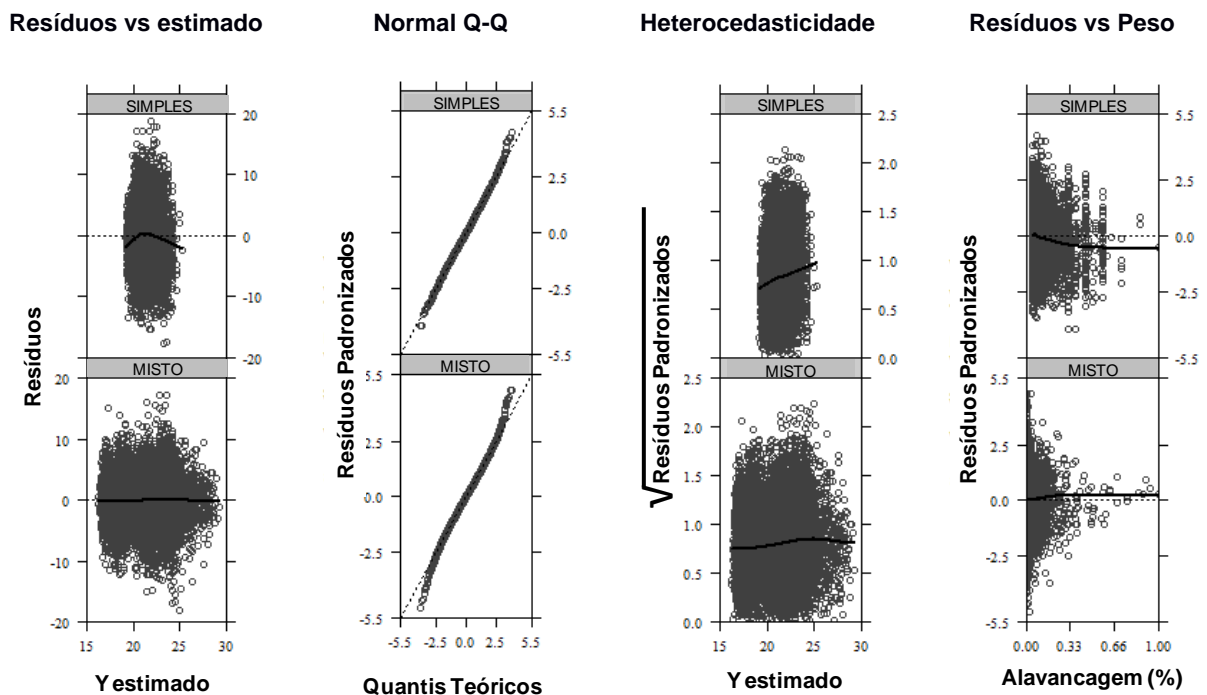 Resíduos vs estimado
Normal Q-Q
Heterocedasticidade
Resíduos vs Peso
SIMPLES
20
10
0
-10
-20
MISTO
20
10
0
-10
-20
15 20 25 30
Resíduos
Y estimado
SIMPLES
5.5
2.5
0.0
-2.5
-5.5
MISTO
5.5
2.5
0.0
-2.5
-5.5
-5.5 -2.5 0.0 2.5 5.5
Resíduos Padronizados
Quantis Teóricos
SIMPLES
2.5
2.0
1.5
1.0
0.5
0.0
MISTO
2.5
2.0
1.5
1.0
0.5
0.0
15 20 25 30
√Resíduos Padronizados
Y estimado
SIMPLES
5.5
2.5
0.0
-2.5
-5.5
MISTO
5.5
2.5
0.0
-2.5
-5.5
0.00 0.33 0.66 1.00
Resíduos Padronizados
Alavancagem (%)